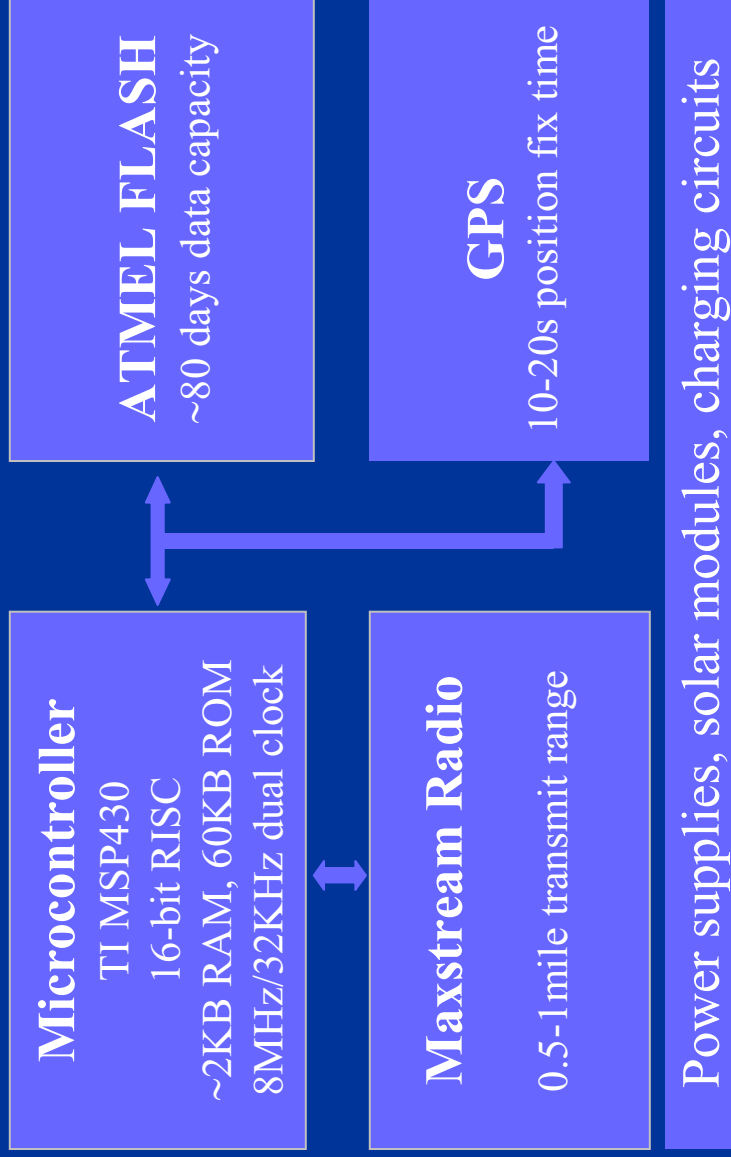 Microcontroller
TI MSP430
16-bit RISC
~2KB RAM, 60KB ROM
8MHz/32KHz dual clock
ATMEL FLASH
~80 days data capacity
Maxstream Radio
0.5-1mile transmit range
GPS
10-20s position fix time
Power supplies, solar modules, charging circuits